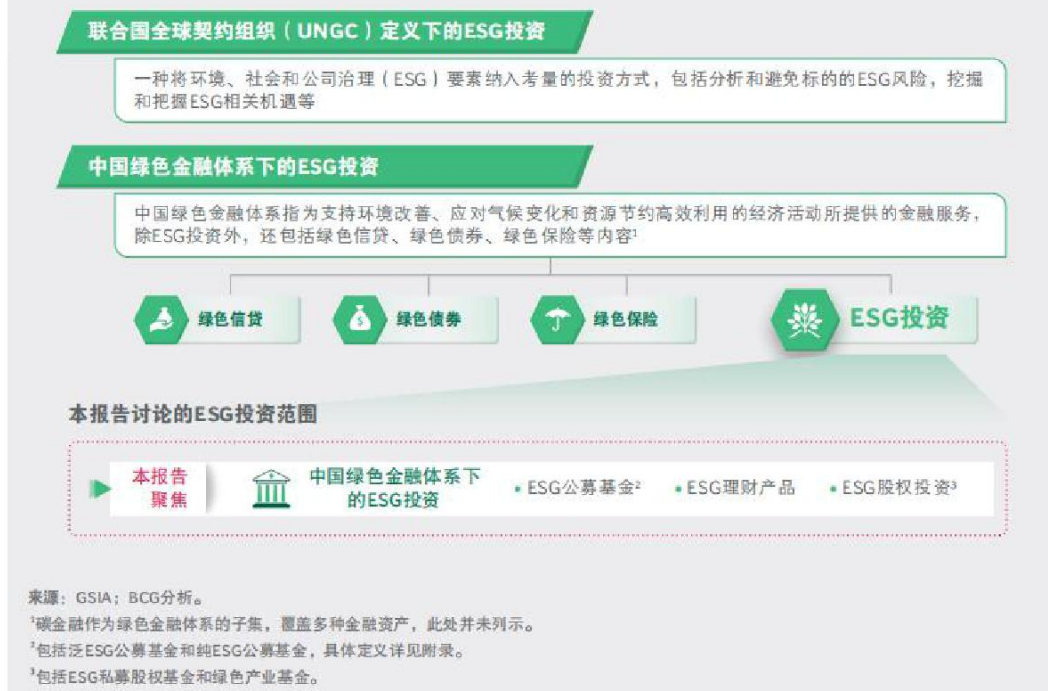 联合国全球契约组织（UNGC）定义下的ESG投资
一种将环境、社会和公司治理（ESG）要素纳入考量的投资方式，包括分析和避免标的的ESG风险，挖掘
和把握ESG相关机遇等
中国绿色金融体系下的ESG投资
中国绿色金融体系指为支持环境改善、应对气候变化和资源节约高效利用的经济活动所提供的金融服务，
除ESG投资外，还包括绿色信贷、绿色债券、绿色保险等内容¹
绿色信贷
绿色债券
绿色保险
ESG投资
本报告讨论的ESG投资范围
本报告
聚焦
中国绿色金融体系下
的ESG投资
• ESG公募基金²
• ESG理财产品
• ESG股权投资³
来源：GSIA；BCG分析。
¹碳金融作为绿色金融体系的子集，覆盖多种金融资产，此处并未列示。
²包括泛ESG公募基金和纯ESG公募基金，具体定义详见附录。
³包括ESG私募股权基金和绿色产业基金。